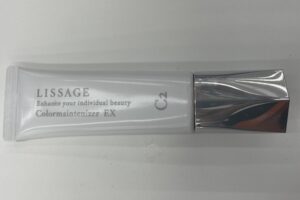 LISSAGE
Enhance your individual beauty
Colormaintenizer EX
C2